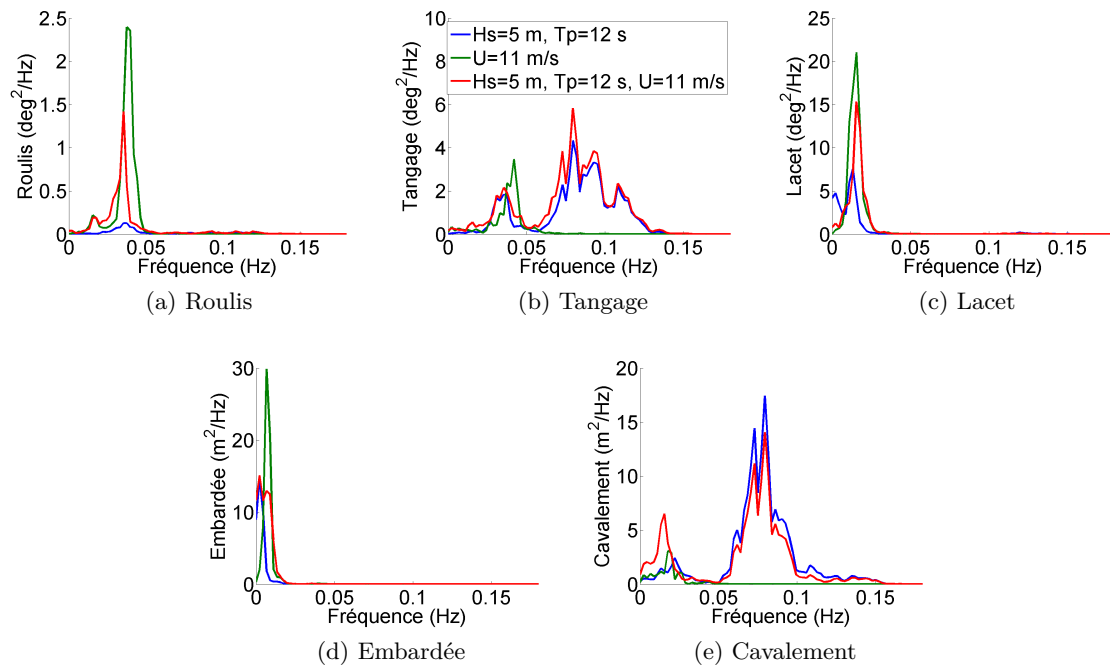 Roulis (deg²/Hz)
2.5
2
1.5
1
0.5
0
0 0.05 0.1 0.15
Fréquence (Hz)
(a) Roulis
Tangage (deg²/Hz)
10
8
6
4
2
0
Hs=5 m, Tp=12 s
U=11 m/s
Hs=5 m, Tp=12 s, U=11 m/s
0 0.05 0.1 0.15
Fréquence (Hz)
(b) Tangage
Lacet (deg²/Hz)
25
20
15
10
5
0
0 0.05 0.1 0.15
Fréquence (Hz)
(c) Lacet
Embardée (m²/Hz)
30
20
10
0
0 0.05 0.1 0.15
Fréquence (Hz)
(d) Embardée
Cavalement (m²/Hz)
20
15
10
5
0
0 0.05 0.1 0.15
Fréquence (Hz)
(e) Cavalement